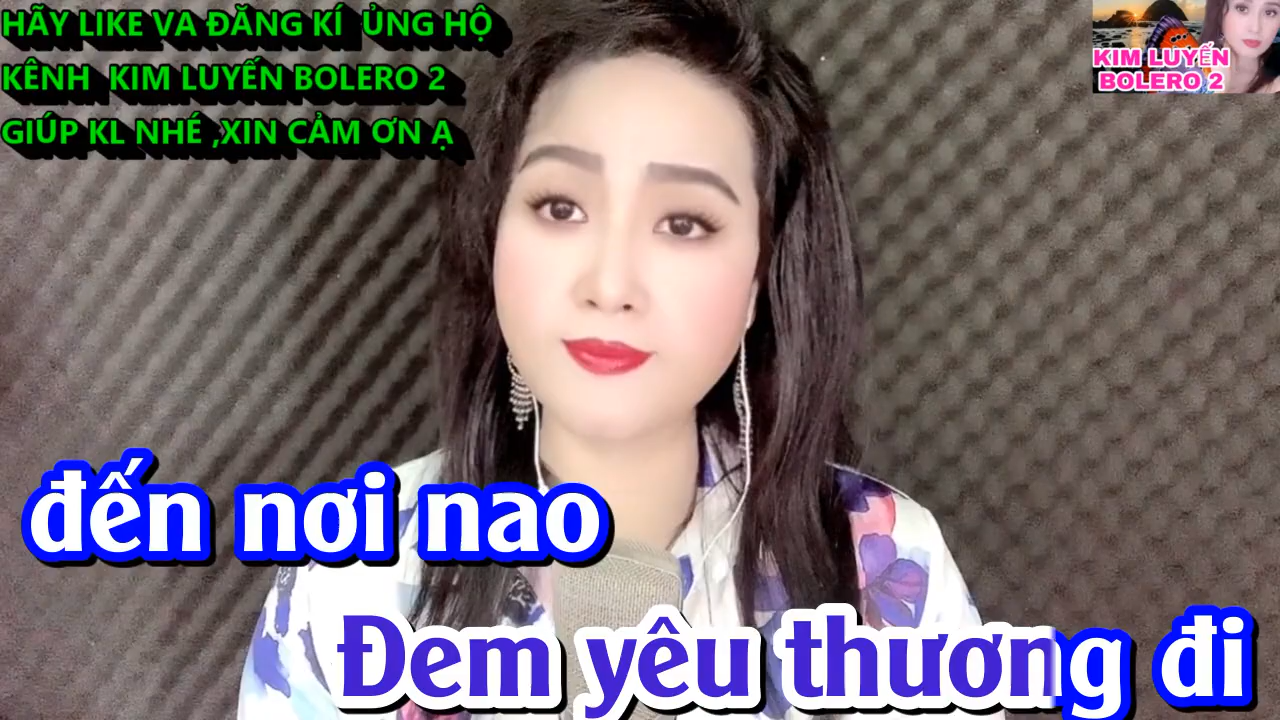 HÃY LIKE VA ĐĂNG KÍ  ỦNG HỘ
KÊNH  KIM LUYẾN BOLERO 2
GIÚP KL NHÉ ,XIN CẢM ƠN Ạ
KIM LUYẾN
BOLERO 2
đến nơi nao
Đem yêu thương đi